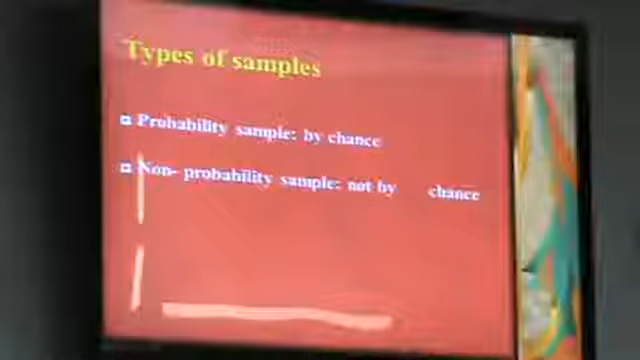 Types of samples
Probability sample: by chance
Non- probability sample: not by chance